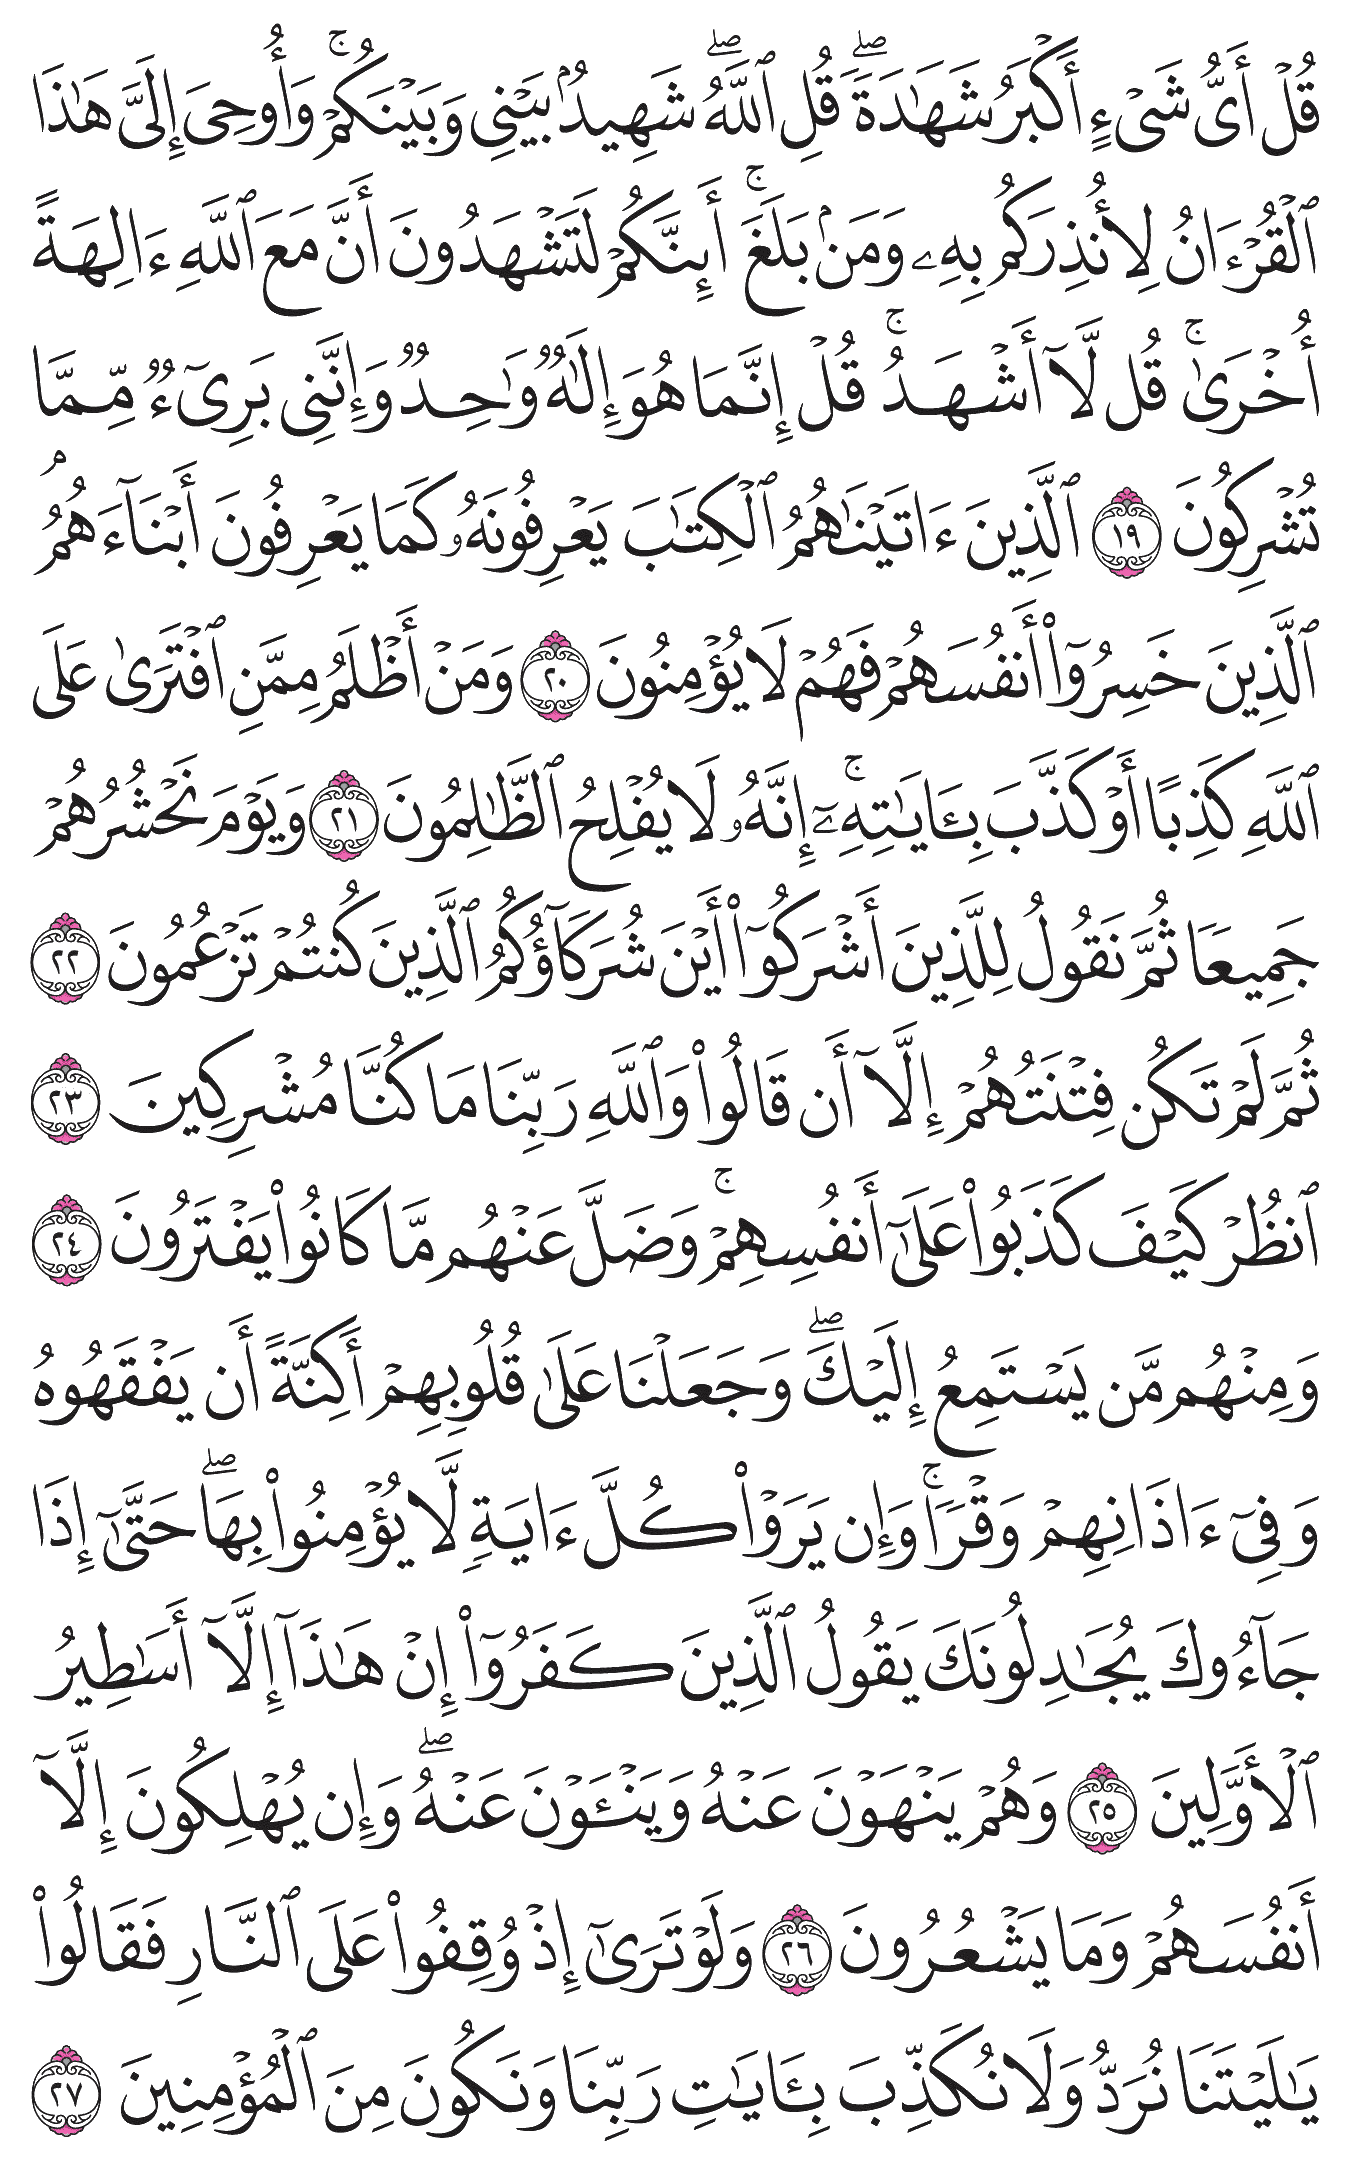 قُلۡ أَيُّ شَيۡءٍ أَكۡبَرُ شَهَٰدَةٗۖ قُلِ ٱللَّهُۖ شَهِيدُۢ بَيۡنِي وَبَيۡنَكُمۡۚ وَأُوحِيَ إِلَيَّ هَٰذَا
ٱلۡقُرۡءَانُ لِأُنذِرَكُم بِهِۦ وَمَنۢ بَلَغَۚ أَئِنَّكُمۡ لَتَشۡهَدُونَ أَنَّ مَعَ ٱللَّهِ ءَالِهَةً
أُخۡرَىٰۚ قُل لَّآ أَشۡهَدُۚ قُلۡ إِنَّمَا هُوَ إِلَٰهٞ وَٰحِدٞ وَإِنَّنِي بَرِيٓءٞ مِّمَّا
تُشۡرِكُونَ ١٩ ٱلَّذِينَ ءَاتَيۡنَٰهُمُ ٱلۡكِتَٰبَ يَعۡرِفُونَهُۥ كَمَا يَعۡرِفُونَ أَبۡنَآءَهُمُۘ
ٱلَّذِينَ خَسِرُوٓاْ أَنفُسَهُمۡ فَهُمۡ لَا يُؤۡمِنُونَ ٢٠ وَمَنۡ أَظۡلَمُ مِمَّنِ ٱفۡتَرَىٰ عَلَى
ٱللَّهِ كَذِبًا أَوۡ كَذَّبَ بِـَٔايَٰتِهِۦٓۚ إِنَّهُۥ لَا يُفۡلِحُ ٱلظَّٰلِمُونَ ٢١ وَيَوۡمَ نَحۡشُرُهُمۡ
جَمِيعٗا ثُمَّ نَقُولُ لِلَّذِينَ أَشۡرَكُوٓاْ أَيۡنَ شُرَكَآؤُكُمُ ٱلَّذِينَ كُنتُمۡ تَزۡعُمُونَ ٢٢
ثُمَّ لَمۡ تَكُن فِتۡنَتُهُمۡ إِلَّآ أَن قَالُواْ وَٱللَّهِ رَبِّنَا مَا كُنَّا مُشۡرِكِينَ ٢٣
ٱنظُرۡ كَيۡفَ كَذَبُواْ عَلَىٰٓ أَنفُسِهِمۡۚ وَضَلَّ عَنۡهُم مَّا كَانُواْ يَفۡتَرُونَ ٢٤
وَمِنۡهُم مَّن يَسۡتَمِعُ إِلَيۡكَۖ وَجَعَلۡنَا عَلَىٰ قُلُوبِهِمۡ أَكِنَّةً أَن يَفۡقَهُوهُ
وَفِيٓ ءَاذَانِهِمۡ وَقۡرٗاۚ وَإِن يَرَوۡاْ كُلَّ ءَايَةٖ لَّا يُؤۡمِنُواْ بِهَاۖ حَتَّىٰٓ إِذَا
جَآءُوكَ يُجَٰدِلُونَكَ يَقُولُ ٱلَّذِينَ كَفَرُوٓاْ إِنۡ هَٰذَآ إِلَّآ أَسَٰطِيرُ
ٱلۡأَوَّلِينَ ٢٥ وَهُمۡ يَنۡهَوۡنَ عَنۡهُ وَيَنۡـَٔوۡنَ عَنۡهُۖ وَإِن يُهۡلِكُونَ إِلَّآ
أَنفُسَهُمۡ وَمَا يَشۡعُرُونَ ٢٦ وَلَوۡ تَرَىٰٓ إِذۡ وُقِفُواْ عَلَى ٱلنَّارِ فَقَالُواْ
يَٰلَيۡتَنَا نُرَدُّ وَلَا نُكَذِّبَ بِـَٔايَٰتِ رَبِّنَا وَنَكُونَ مِنَ ٱلۡمُؤۡمِنِينَ ٢٧